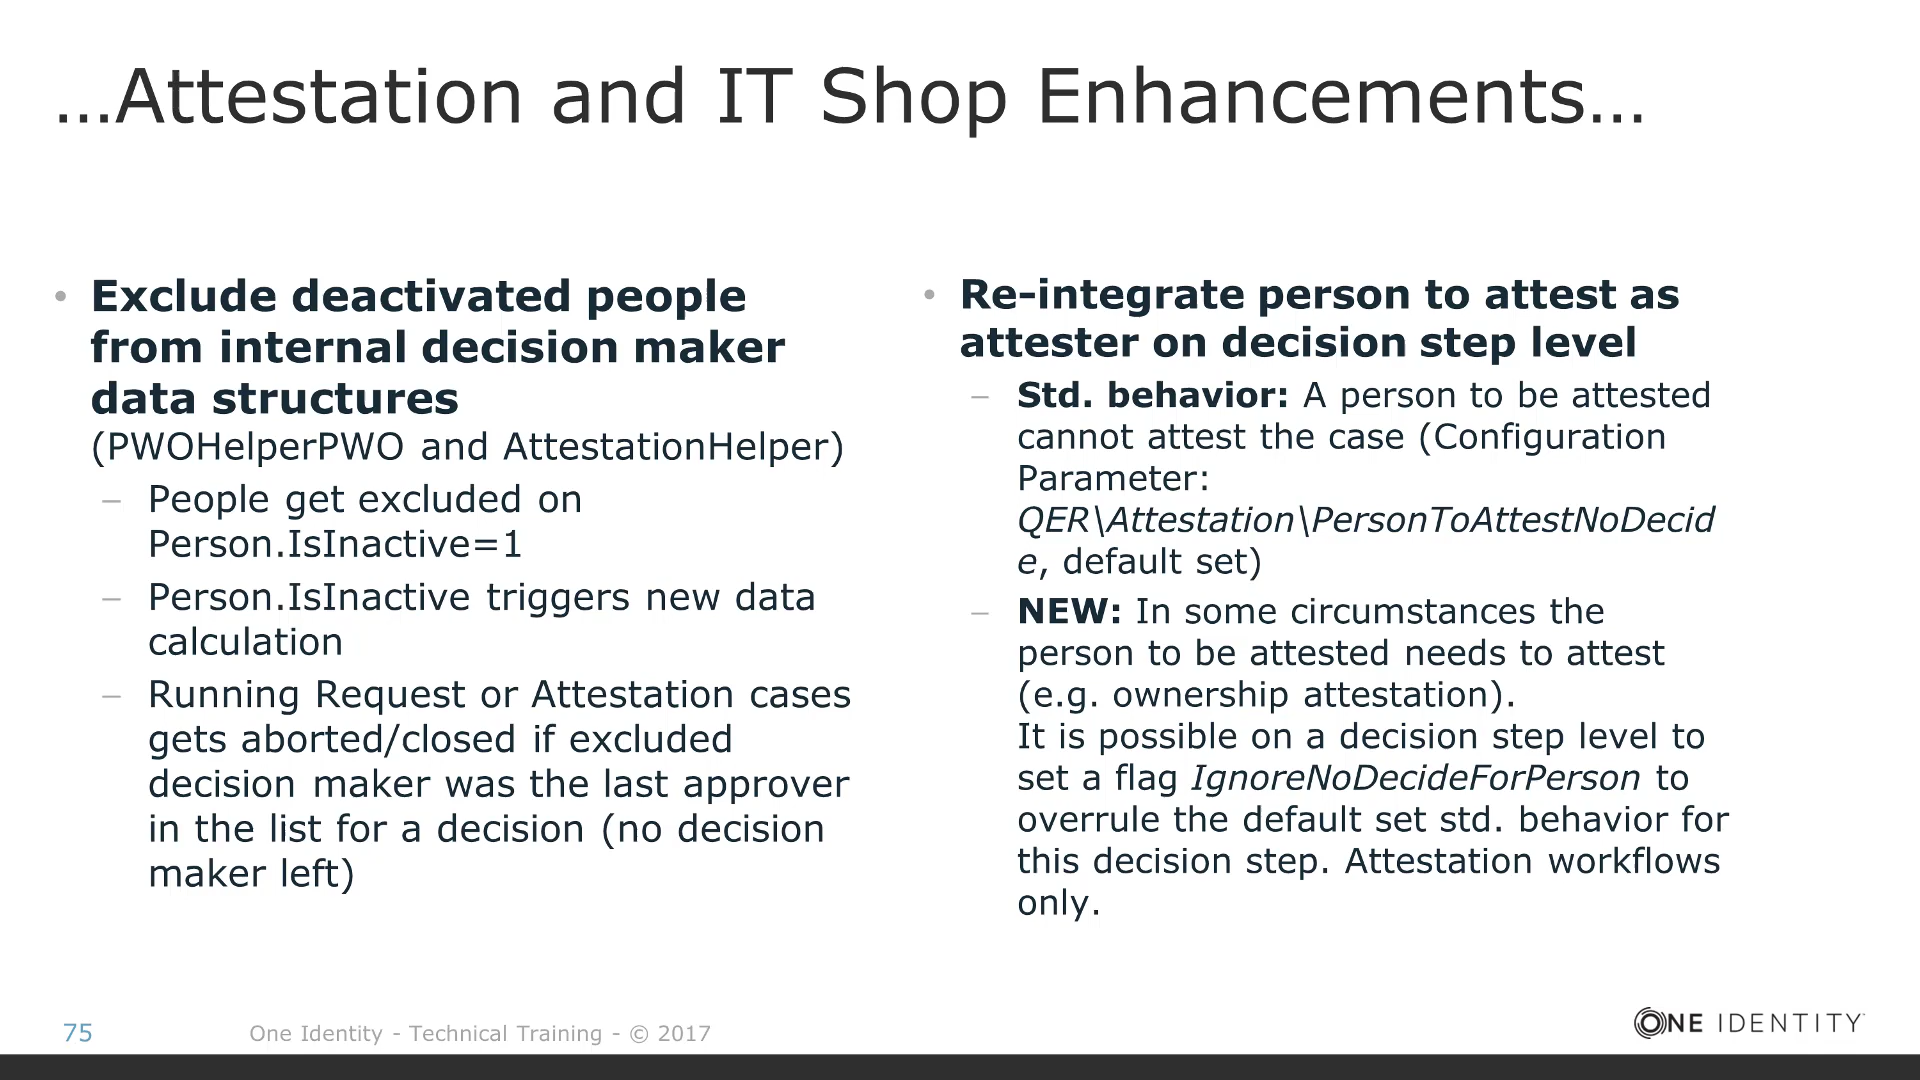 …Attestation and IT Shop Enhancements…
• Exclude deactivated people
from internal decision maker
data structures
(PWOHelperPWO and AttestationHelper)
– People get excluded on
Person.IsInactive=1
– Person.IsInactive triggers new data
calculation
– Running Request or Attestation cases
gets aborted/closed if excluded
decision maker was the last approver
in the list for a decision (no decision
maker left)
• Re-integrate person to attest as
attester on decision step level
– Std. behavior: A person to be attested
cannot attest the case (Configuration
Parameter:
QER\Attestation\PersonToAttestNoDecid
e, default set)
– NEW: In some circumstances the
person to be attested needs to attest
(e.g. ownership attestation).
It is possible on a decision step level to
set a flag IgnoreNoDecideForPerson to
overrule the default set std. behavior for
this decision step. Attestation workflows
only.
75
One Identity - Technical Training - © 2017
ONE IDENTITY